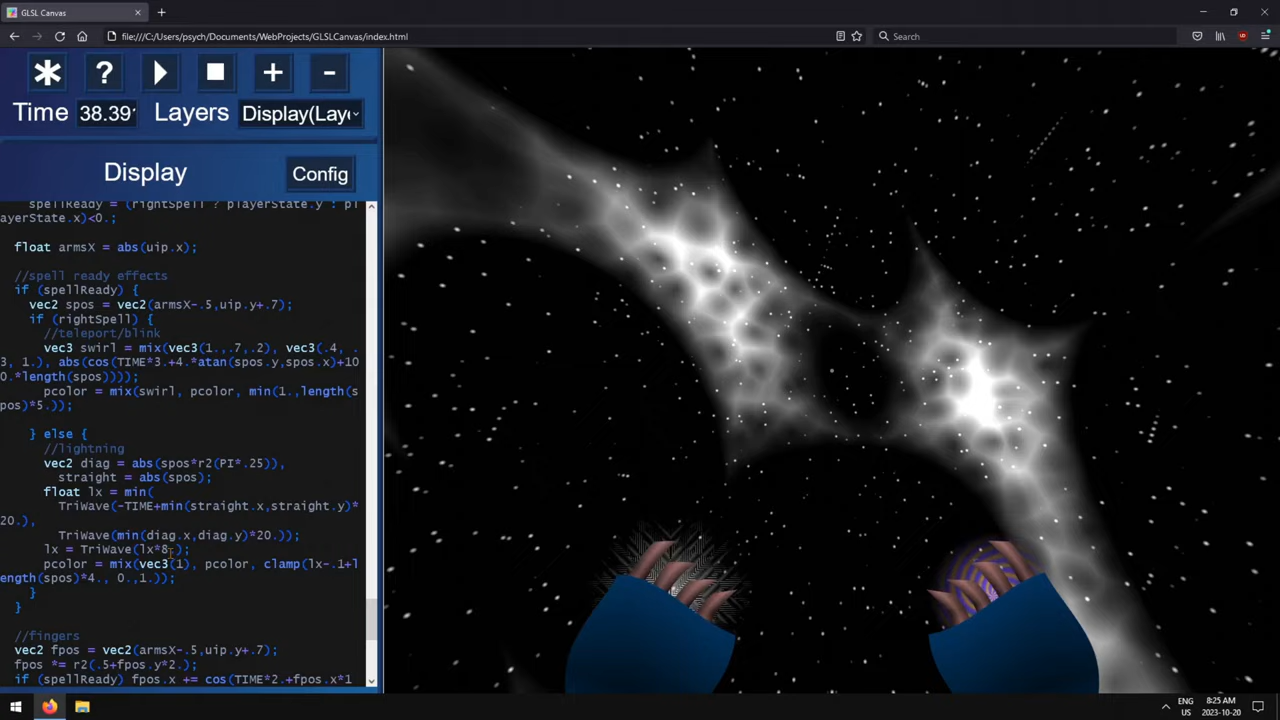 GLSL Canvas
file:///C:/Users/psych/Documents/WebProjects/GLSLCanvas/index.html
Search
? + -
Time 38.39 Layers Display(Lay
Display Config
spellReady = (rightSpell ? playerState.y : pl
ayerState.x)<0.;
float armsX = abs(uip.x);
//spell ready effects
if (spellReady) {
vec2 spos = vec2(armsX-.5,uip.y+.7);
if (rightSpell) {
//teleport/blink
vec3 swirl = mix(vec3(1.,.7,.2), vec3(.4, .
3, 1.), abs(cos(TIME*3.+4.*atan(spos.y,spos.x)+10
0.*length(spos))));
pcolor = mix(swirl, pcolor, min(1.,length(s
pos)*5.));
} else {
//lightning
vec2 diag = abs(spos*r2(PI*.25)),
straight = abs(spos);
float lx = min(
TriWave(-TIME+min(straight.x,straight.y)*
20.),
TriWave(min(diag.x,diag.y)*20.));
lx = TriWave(lx*8.);
pcolor = mix(vec3(1), pcolor, clamp(lx-.1+l
ength(spos)*4., 0.,1.));
}
}
//fingers
vec2 fpos = vec2(armsX-.5,uip.y+.7);
fpos *= r2(.5+fpos.y*2.);
if (spellReady) fpos.x += cos(TIME*2.+fpos.x*1
ENG
US
8:25 AM
2023-10-20